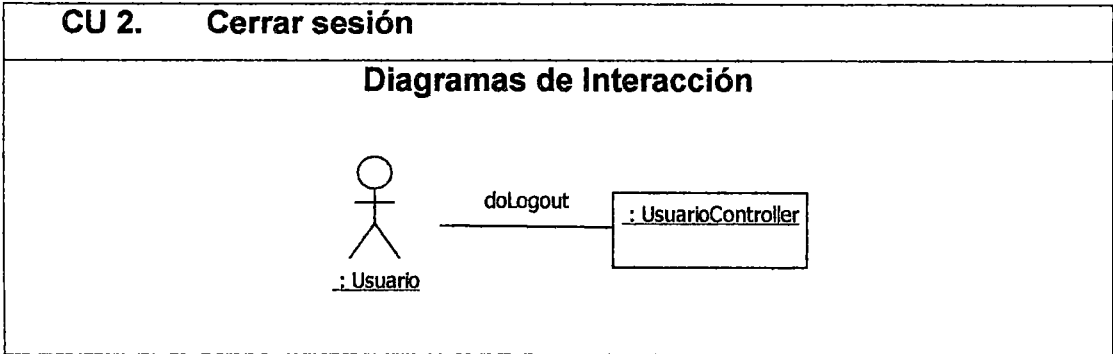 CU 2. Cerrar sesión
Diagramas de Interacción
doLogout
: UsuarioController
: Usuario